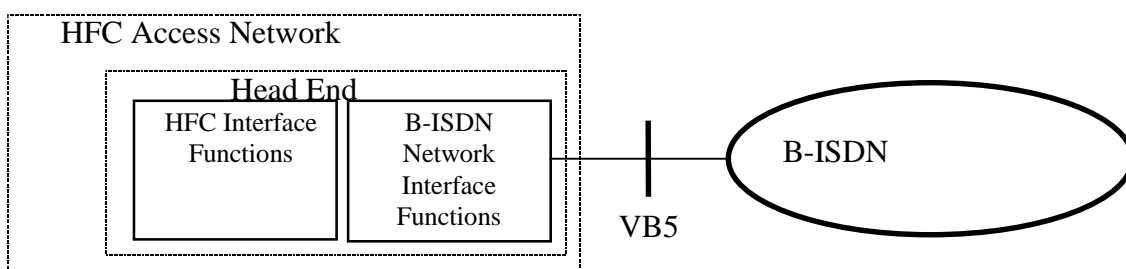 HFC Access Network
Head End
HFC Interface
Functions
B-ISDN
Network
Interface
Functions
VB5
B-ISDN